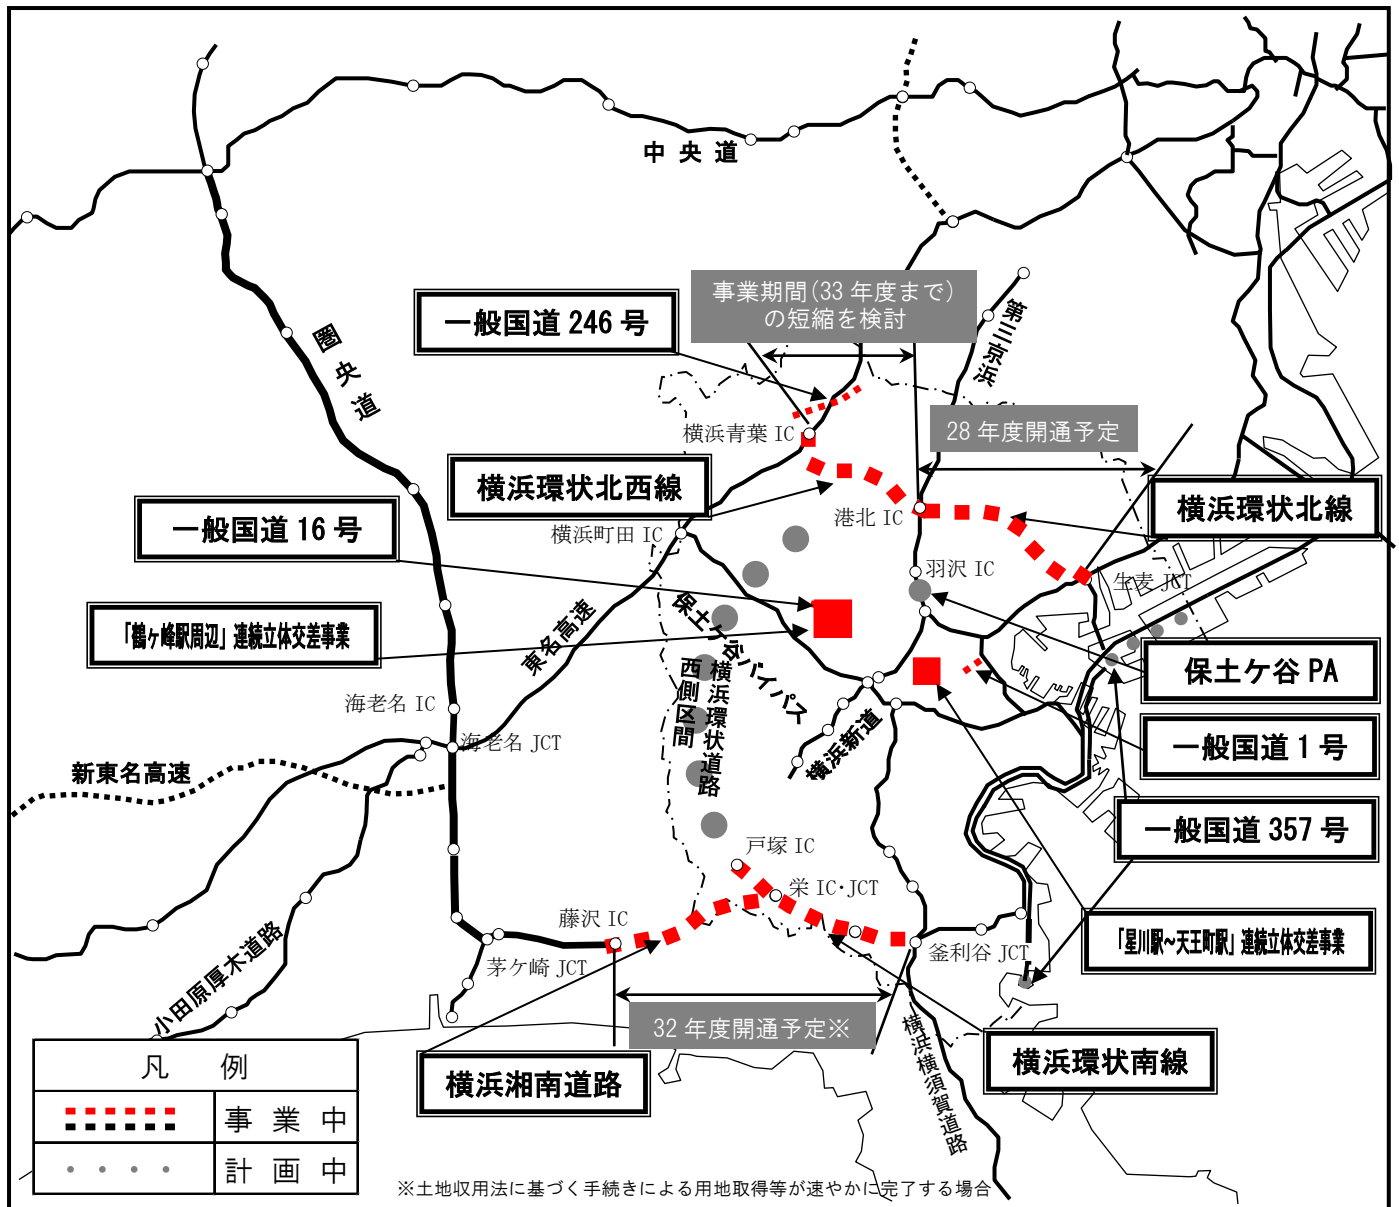 中央道
事業期間(33年度まで)
の短縮を検討
一般国道246号
圏央道
第三京浜
横浜青葉 IC
28年度開通予定
横浜環状北西線
横浜環状北線
一般国道16号
港北 IC
横浜町田 IC
羽沢 IC
生麦 JCT
「鶴ヶ峰駅周辺」連続立体交差事業
東名高速
保土ケ谷バイパス
横浜環状道路
西側区間
保土ケ谷 PA
海老名 IC
海老名 JCT
横浜新道
一般国道1号
新東名高速
一般国道357号
戸塚 IC
栄 IC・JCT
藤沢 IC
茅ケ崎 JCT
釜利谷 JCT
「星川駅~天王町駅」連続立体交差事業
小田原厚木道路
32年度開通予定※
横浜湘南道路
横浜横須賀道路
横浜環状南線
凡 例
事 業 中
計 画 中
※土地収用法に基づく手続きによる用地取得等が速やかに完了する場合